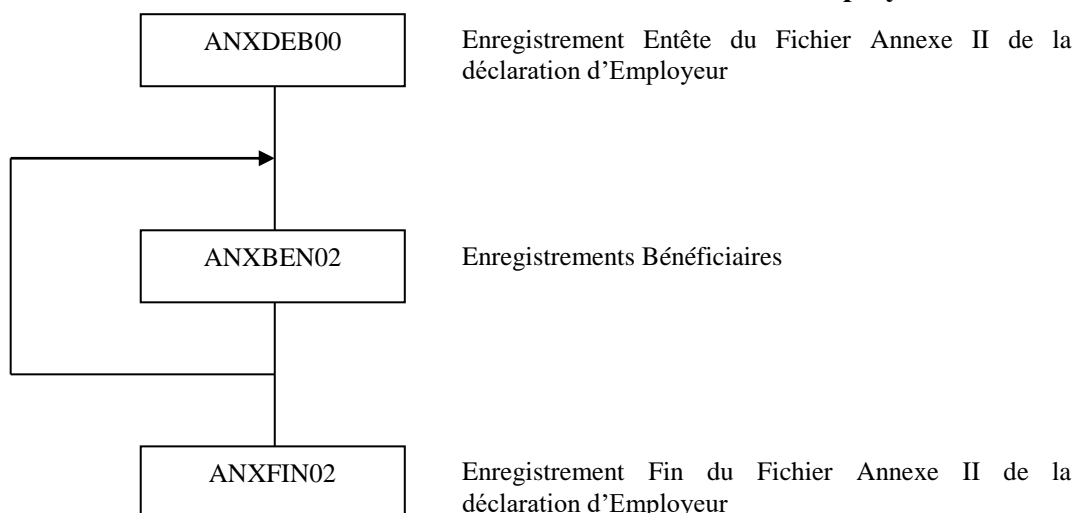 ANXDEB00
Enregistrement Entête du Fichier Annexe II de la
déclaration d’Employeur
ANXBEN02
Enregistrements Bénéficiaires
ANXFIN02
Enregistrement Fin du Fichier Annexe II de la
déclaration d’Employeur